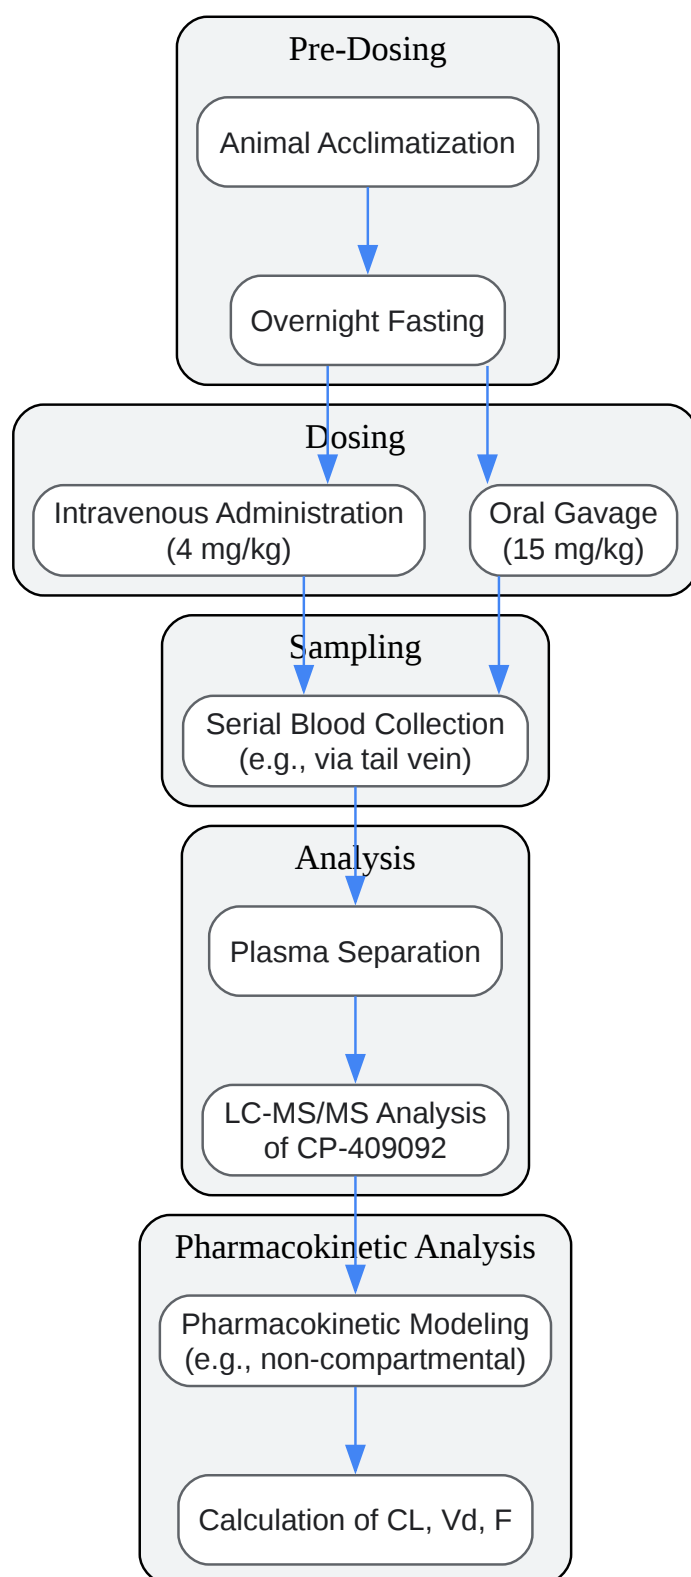 Pre-Dosing
Animal Acclimatization
Overnight Fasting
Dosing
Intravenous Administration
(4 mg/kg)
Oral Gavage
(15 mg/kg)
Sampling
Serial Blood Collection
(e.g., via tail vein)
Analysis
Plasma Separation
LC-MS/MS Analysis
of CP-409092
Pharmacokinetic Analysis
Pharmacokinetic Modeling
(e.g., non-compartmental)
Calculation of CL, Vd, F